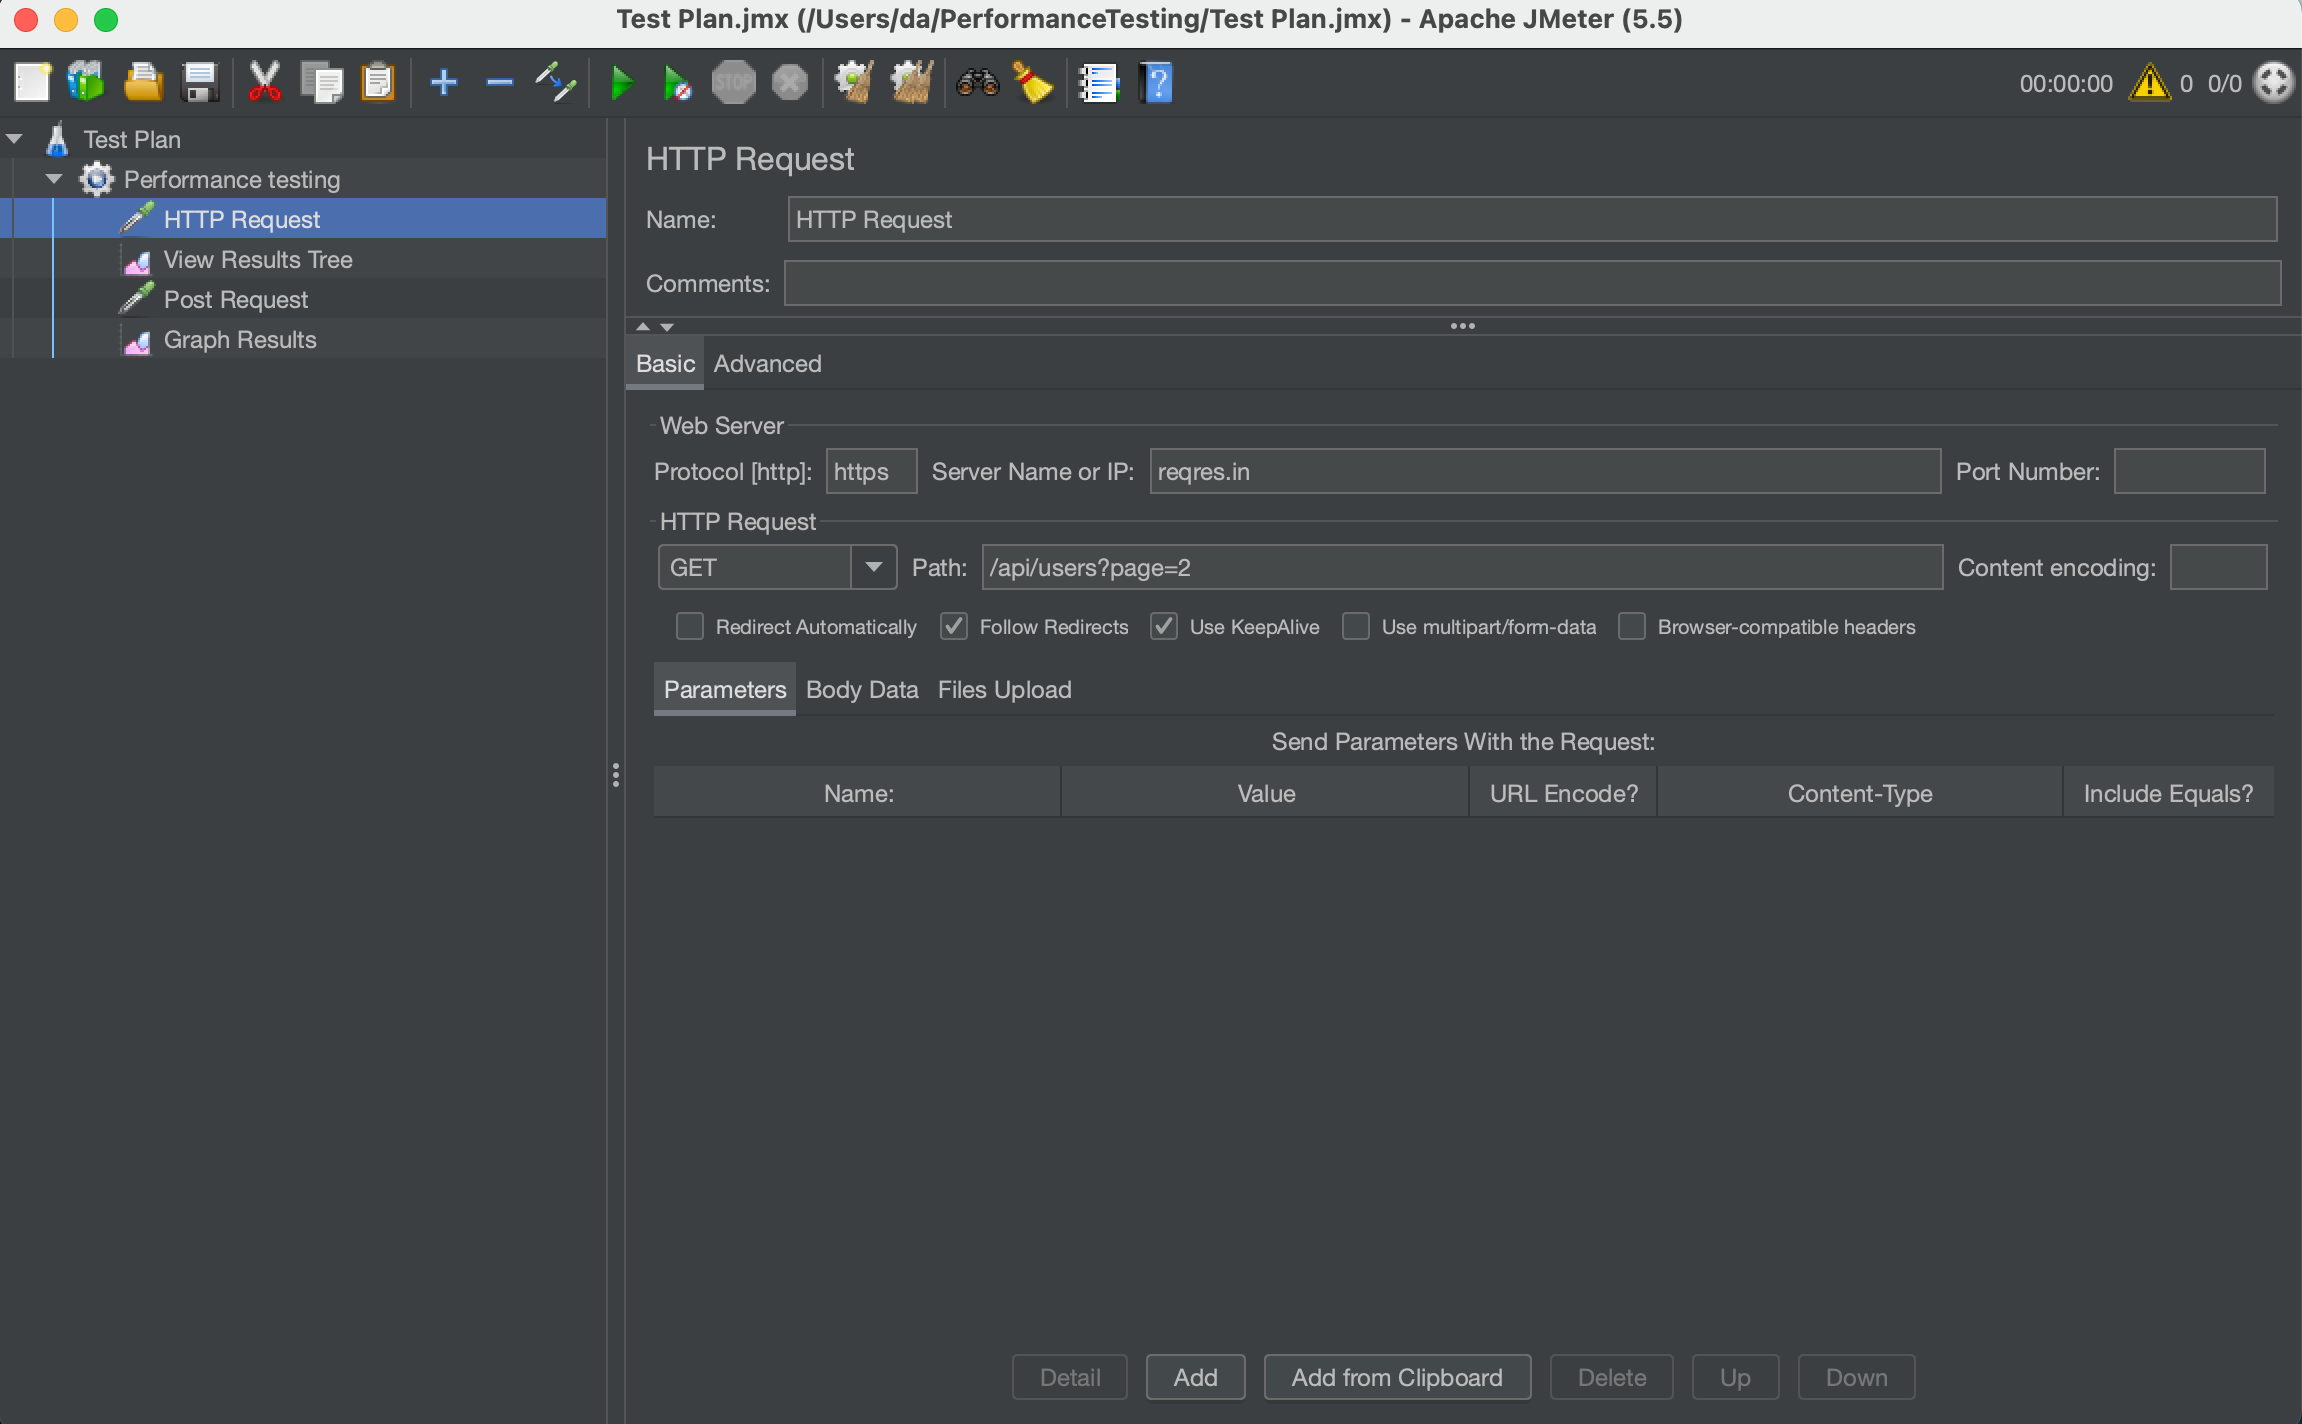 Test Plan.jmx (/Users/da/PerformanceTesting/Test Plan.jmx) - Apache JMeter (5.5)
STOP
?
00:00:00
!
0
0/0
Test Plan
Performance testing
HTTP Request
View Results Tree
Post Request
Graph Results
HTTP Request
Name: HTTP Request
Comments:
Basic Advanced
Web Server
Protocol [http]: https Server Name or IP: reqres.in Port Number:
HTTP Request
GET Path: /api/users?page=2 Content encoding:
Redirect Automatically Follow Redirects Use KeepAlive Use multipart/form-data Browser-compatible headers
Parameters Body Data Files Upload
Send Parameters With the Request:
Name: Value URL Encode? Content-Type Include Equals?
Detail Add Add from Clipboard Delete Up Down